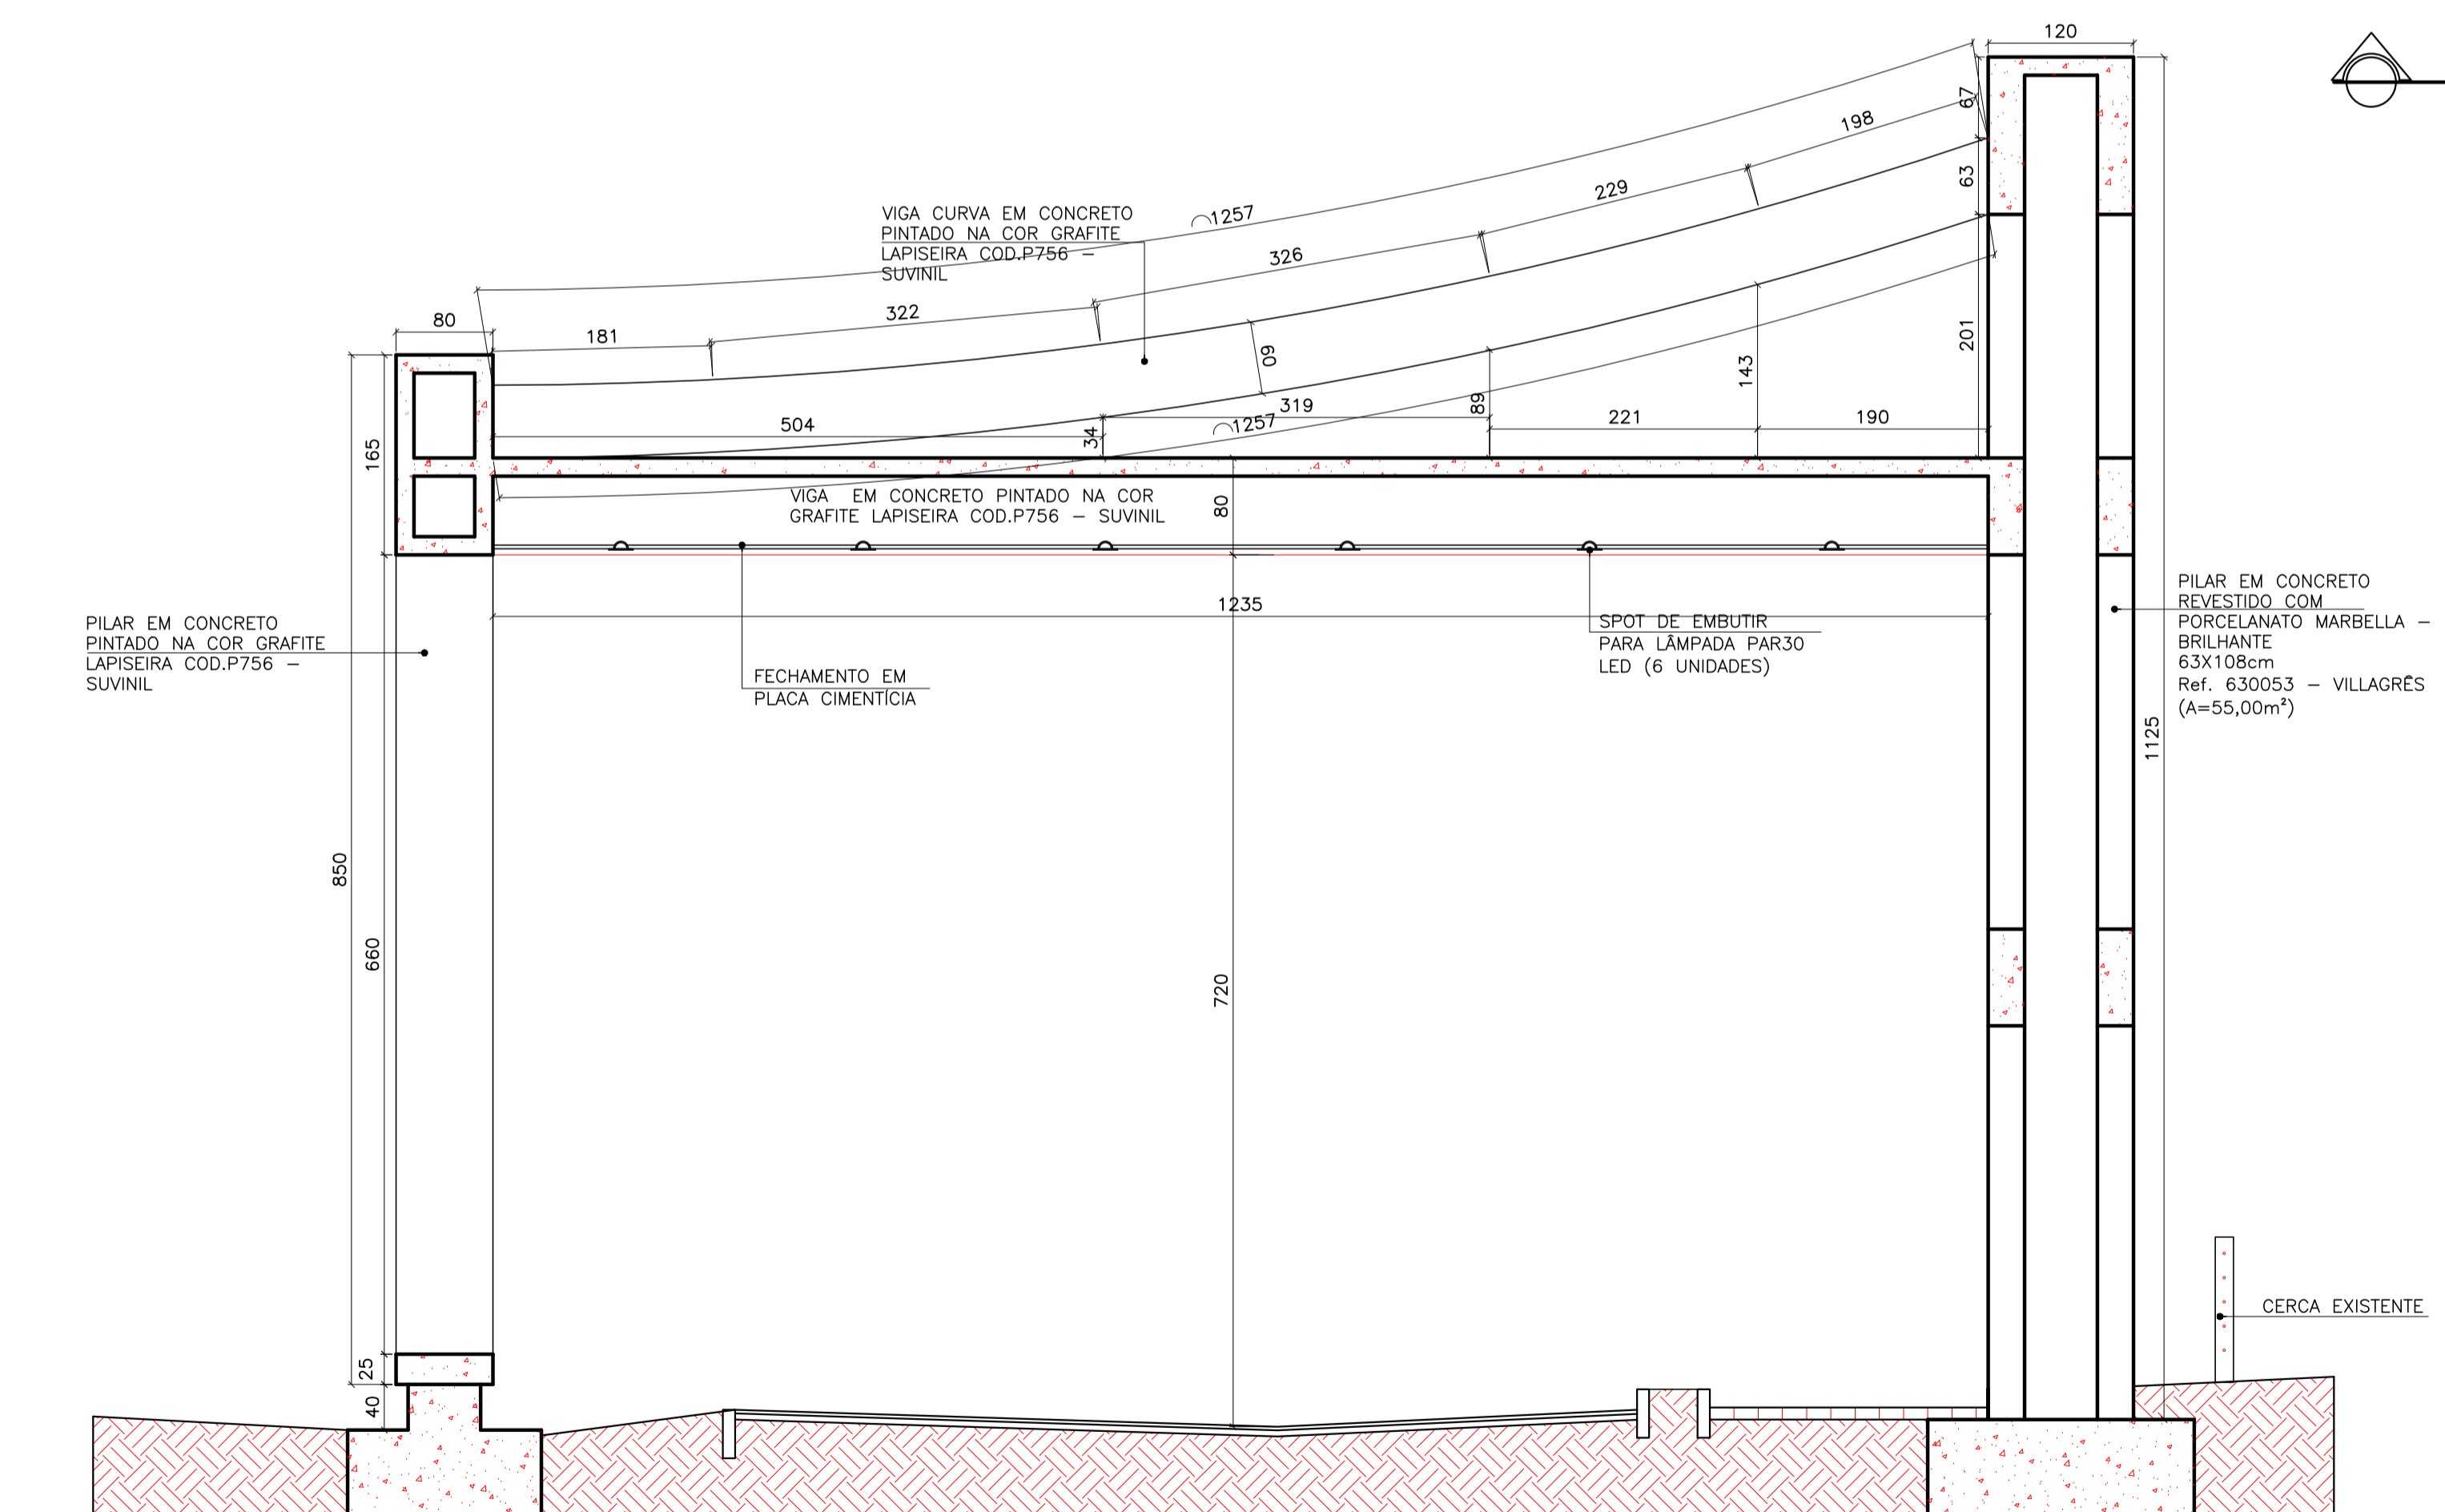 120
67
198
63
229
VIGA CURVA EM CONCRETO
PINTADO NA COR GRAFITE
LAPISEIRA COD.P756 –
SUVINIL
1257
326
322
80
181
60
201
143
89
319
504
34
1257
221
190
165
VIGA EM CONCRETO PINTADO NA COR
GRAFITE LAPISEIRA COD.P756 – SUVINIL
80
1235
PILAR EM CONCRETO
PINTADO NA COR GRAFITE
LAPISEIRA COD.P756 –
SUVINIL
FECHAMENTO EM
PLACA CIMENTÍCIA
SPOT DE EMBUTIR
PARA LÂMPADA PAR30
LED (6 UNIDADES)
PILAR EM CONCRETO
REVESTIDO COM
PORCELANATO MARBELLA –
BRILHANTE
63X108cm
Ref. 630053 – VILLAGRÊS
(A=55,00m²)
1125
850
660
720
CERCA EXISTENTE
25
40